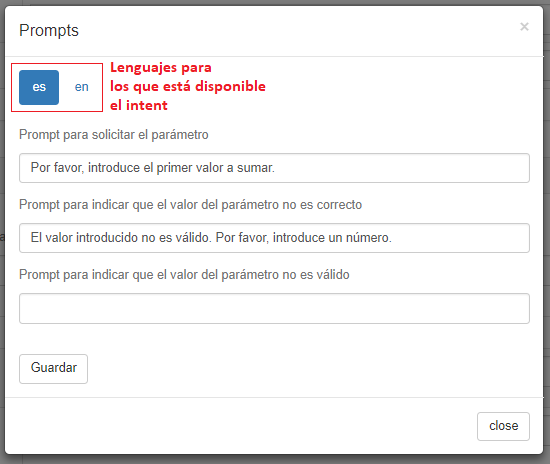 Prompts
×
es en
Lenguajes para
los que está disponible
el intent
Prompt para solicitar el parámetro
Por favor, introduce el primer valor a sumar.
Prompt para indicar que el valor del parámetro no es correcto
El valor introducido no es válido. Por favor, introduce un número.
Prompt para indicar que el valor del parámetro no es válido
Guardar
close